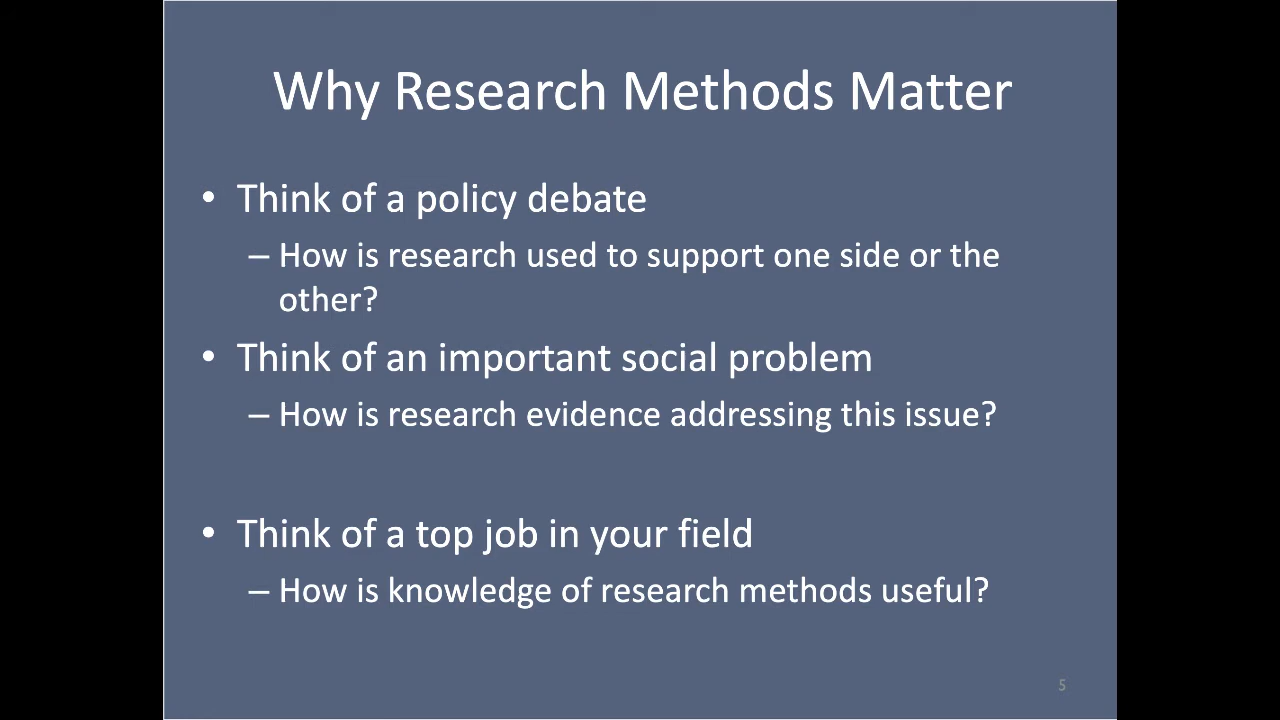 Why Research Methods Matter
• Think of a policy debate
– How is research used to support one side or the
other?
• Think of an important social problem
– How is research evidence addressing this issue?
• Think of a top job in your field
– How is knowledge of research methods useful?
5